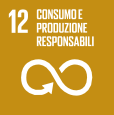 12 CONSUMO E
PRODUZIONE
RESPONSABILI